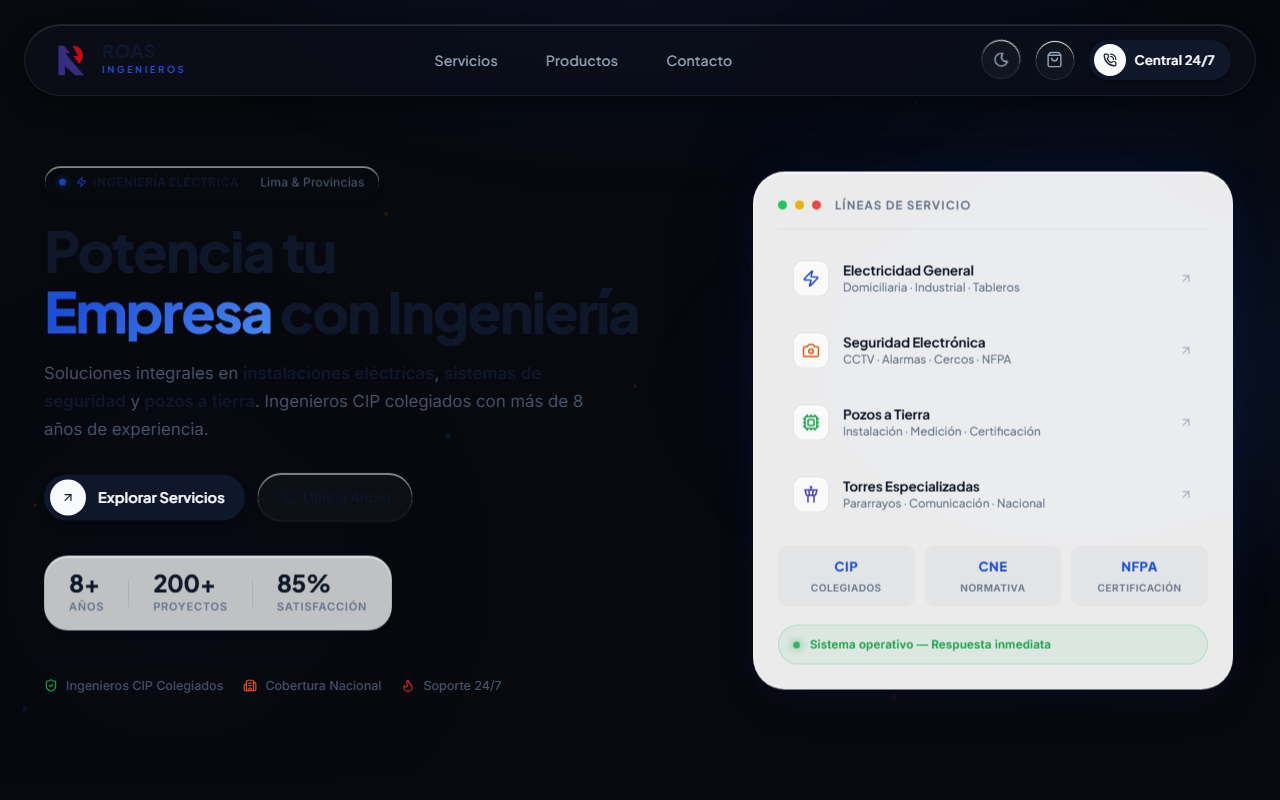 ROAS
INGENIEROS
Servicios
Productos
Contacto
Central 24/7
INGENIERÍA ELÉCTRICA Lima & Provincias
Potencia tu
Empresa con Ingeniería
Soluciones integrales en instalaciones eléctricas, sistemas de
seguridad y pozos a tierra. Ingenieros CIP colegiados con más de 8
años de experiencia.
Explorar Servicios
Llamar Ahora
8+
AÑOS
200+
PROYECTOS
85%
SATISFACCIÓN
Ingenieros CIP Colegiados
Cobertura Nacional
Soporte 24/7
LÍNEAS DE SERVICIO
Electricidad General
Domiciliaria · Industrial · Tableros
Seguridad Electrónica
CCTV · Alarmas · Cercos · NFPA
Pozos a Tierra
Instalación · Medición · Certificación
Torres Especializadas
Pararrayos · Comunicación · Nacional
CIP
COLEGIADOS
CNE
NORMATIVA
NFPA
CERTIFICACIÓN
Sistema operativo — Respuesta inmediata